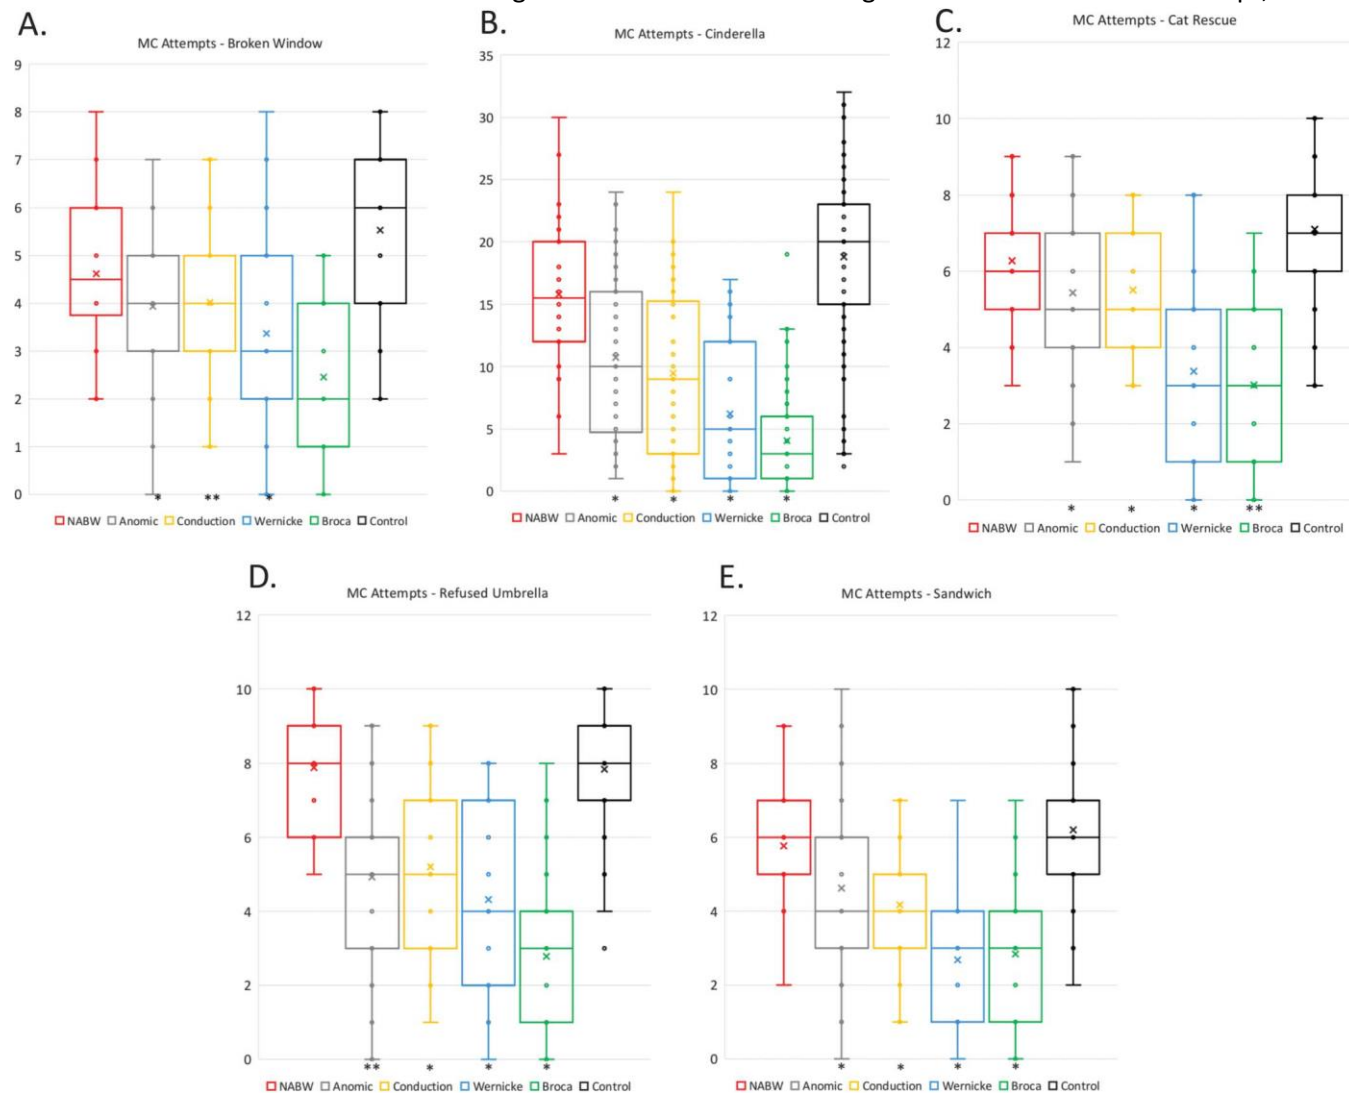 A.
MC Attempts - Broken Window
9
8
7
6
5
4
3
2
1
0
* ** *
NABW Anomic Conduction Wernicke Broca Control
B.
MC Attempts - Cinderella
35
30
25
20
15
10
5
0
* * * *
NABW Anomic Conduction Wernicke Broca Control
C.
MC Attempts - Cat Rescue
12
10
8
6
4
2
0
* * * **
NABW Anomic Conduction Wernicke Broca Control
D.
MC Attempts - Refused Umbrella
12
10
8
6
4
2
0
** * * *
NABW Anomic Conduction Wernicke Broca Control
E.
MC Attempts - Sandwich
12
10
8
6
4
2
0
* * * *
NABW Anomic Conduction Wernicke Broca Control